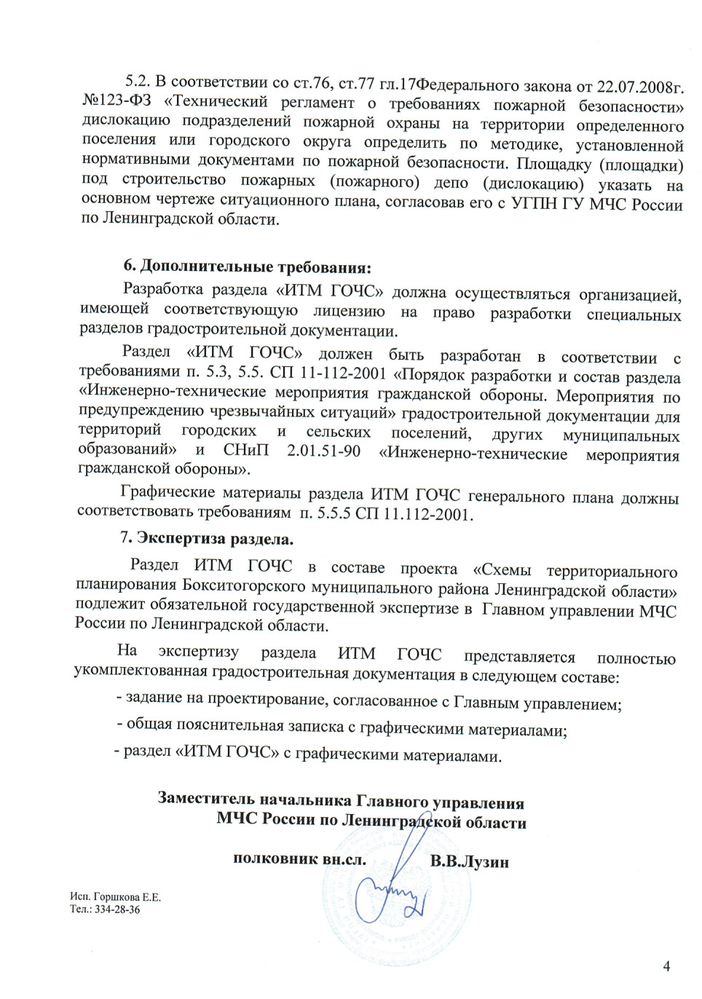 5.2. В соответствии со ст.76, ст.77 гл.17Федерального закона от 22.07.2008г.
№123-ФЗ «Технический регламент о требованиях пожарной безопасности»
дислокацию подразделений пожарной охраны на территории определенного
поселения или городского округа определить по методике, установленной
нормативными документами по пожарной безопасности. Площадку (площадки)
под строительство пожарных (пожарного) депо (дислокацию) указать на
основном чертеже ситуационного плана, согласовав его с УГПН ГУ МЧС России
по Ленинградской области.
6. Дополнительные требования:
Разработка раздела «ИТМ ГОЧС» должна осуществляться организацией,
имеющей соответствующую лицензию на право разработки специальных
разделов градостроительной документации.
Раздел «ИТМ ГОЧС» должен быть разработан в соответствии с
требованиями п. 5.3, 5.5. СП 11-112-2001 «Порядок разработки и состав раздела
«Инженерно-технические мероприятия гражданской обороны. Мероприятия по
предупреждению чрезвычайных ситуаций» градостроительной документации для
территорий городских и сельских поселений, других муниципальных
образований» и СНиП 2.01.51-90 «Инженерно-технические мероприятия
гражданской обороны».
Графические материалы раздела ИТМ ГОЧС генерального плана должны
соответствовать требованиям п. 5.5.5 СП 11.112-2001.
7. Экспертиза раздела.
Раздел ИТМ ГОЧС в составе проекта «Схемы территориального
планирования Бокситогорского муниципального района Ленинградской области»
подлежит обязательной государственной экспертизе в Главном управлении МЧС
России по Ленинградской области.
На экспертизу раздела ИТМ ГОЧС представляется полностью
укомплектованная градостроительная документация в следующем составе:
- задание на проектирование, согласованное с Главным управлением;
- общая пояснительная записка с графическими материалами;
- раздел «ИТМ ГОЧС» с графическими материалами.
Заместитель начальника Главного управления
МЧС России по Ленинградской области
полковник вн.сл. В.В.Лузин
Исп. Горшкова Е.Е.
Тел.: 334-28-36
4